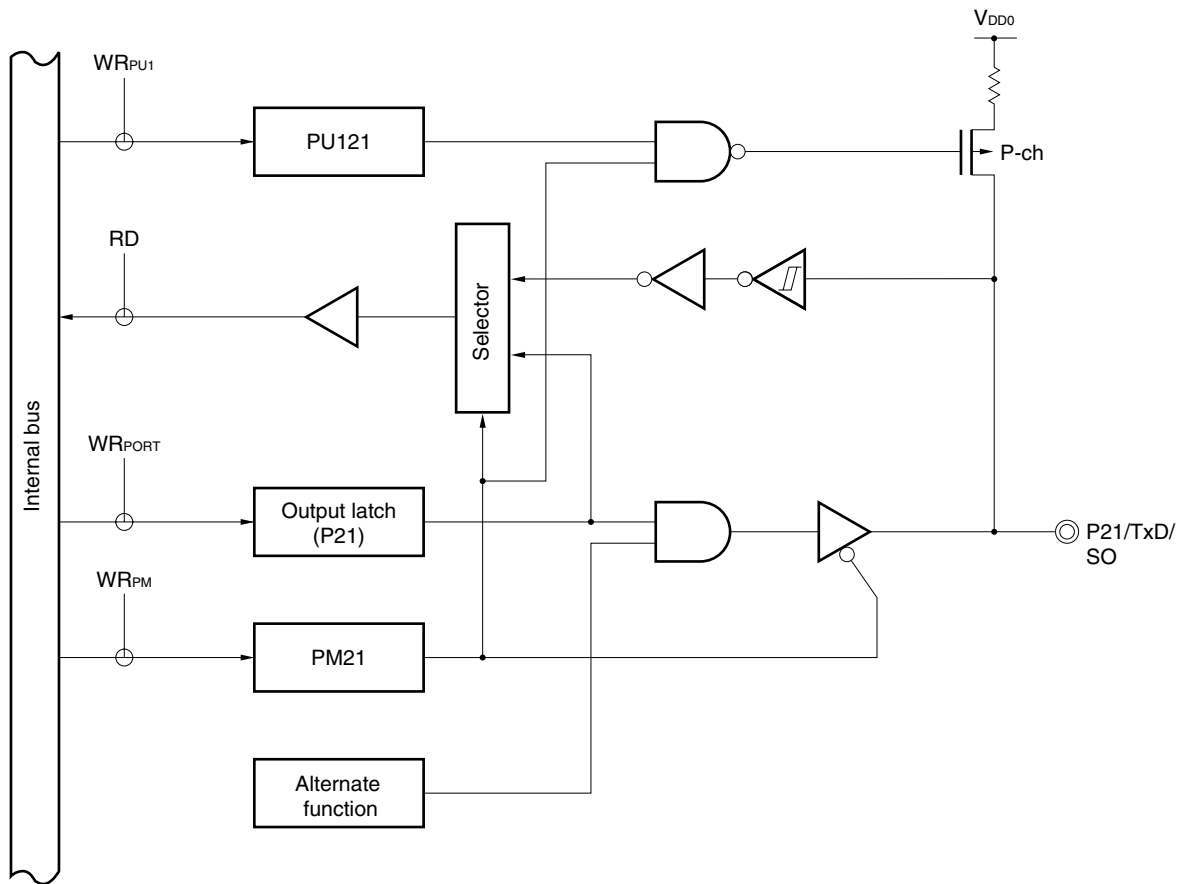 VDD0
WRPU1
PU121
P-ch
RD
Selector
Internal bus
WRPORT
Output latch
(P21)
P21/TxD/
SO
WRPM
PM21
Alternate
function